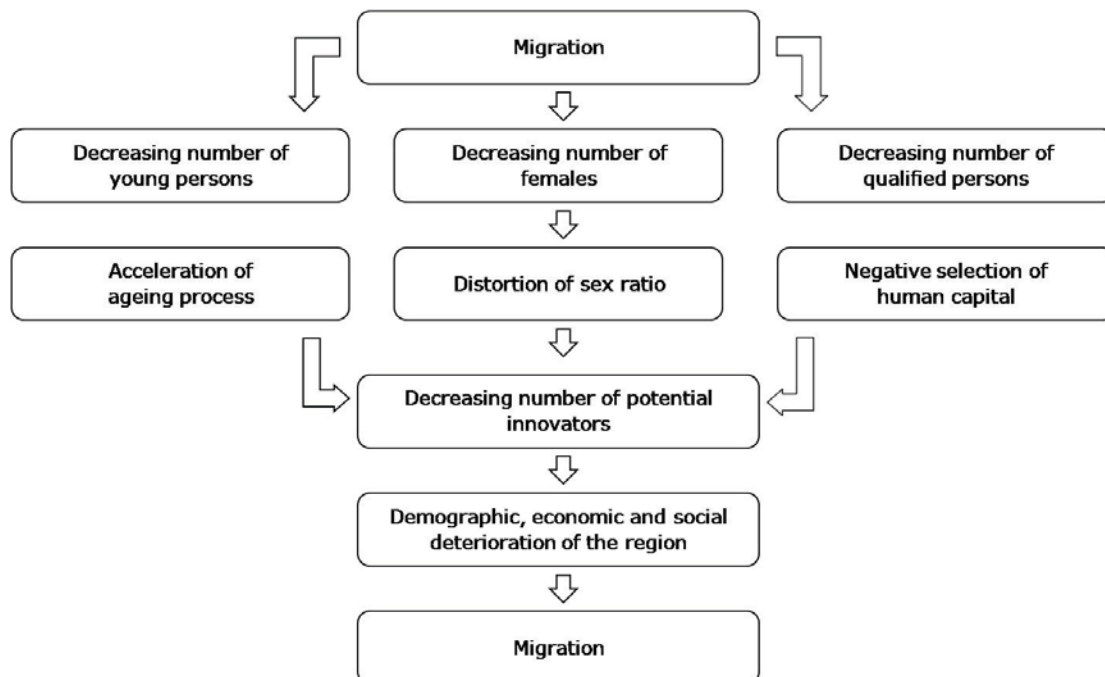 Migration
Decreasing number of
young persons
Decreasing number of
females
Decreasing number of
qualified persons
Acceleration of
ageing process
Distortion of sex ratio
Negative selection of
human capital
Decreasing number of potential
innovators
Demographic, economic and social
deterioration of the region
Migration